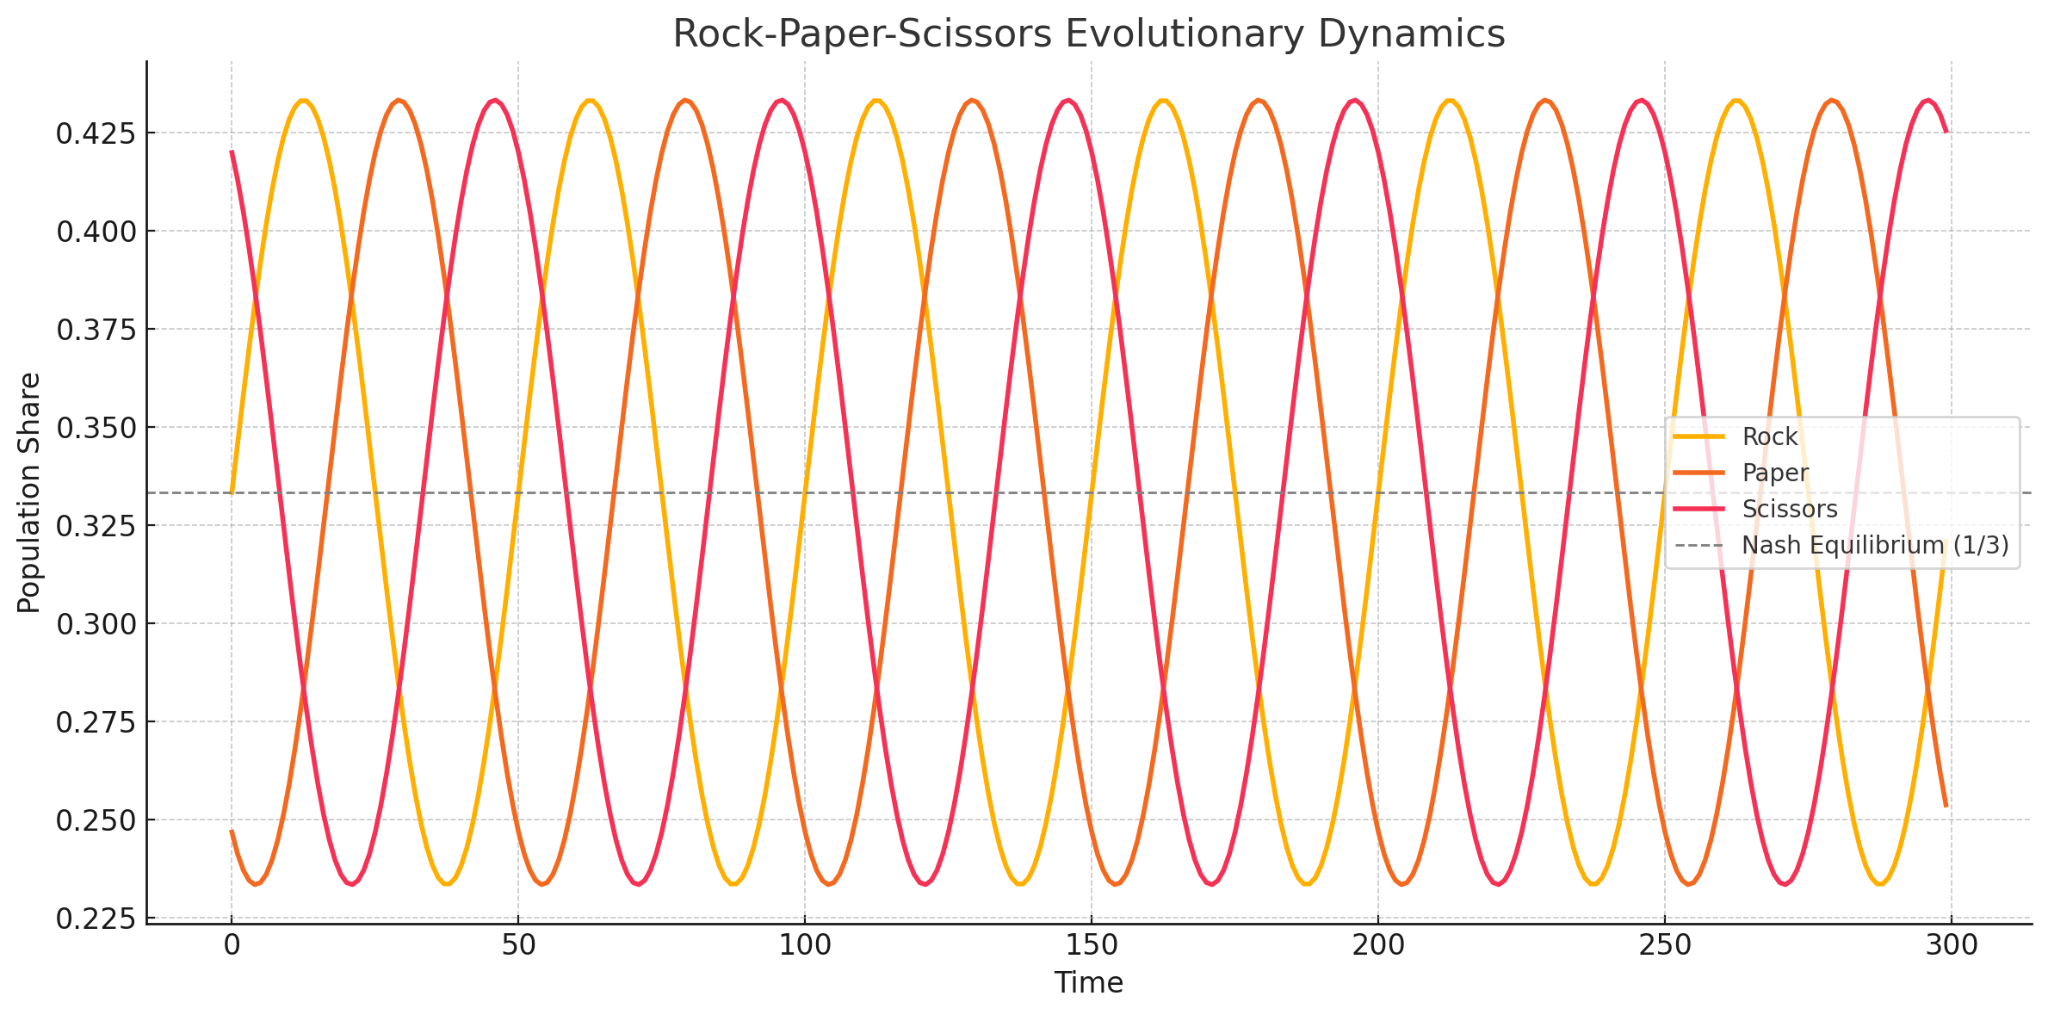 Rock-Paper-Scissors Evolutionary Dynamics
Population Share
0.425
0.400
0.375
0.350
0.325
0.300
0.275
0.250
0.225
Rock
Paper
Scissors
Nash Equilibrium (1/3)
0 50 100 150 200 250 300
Time